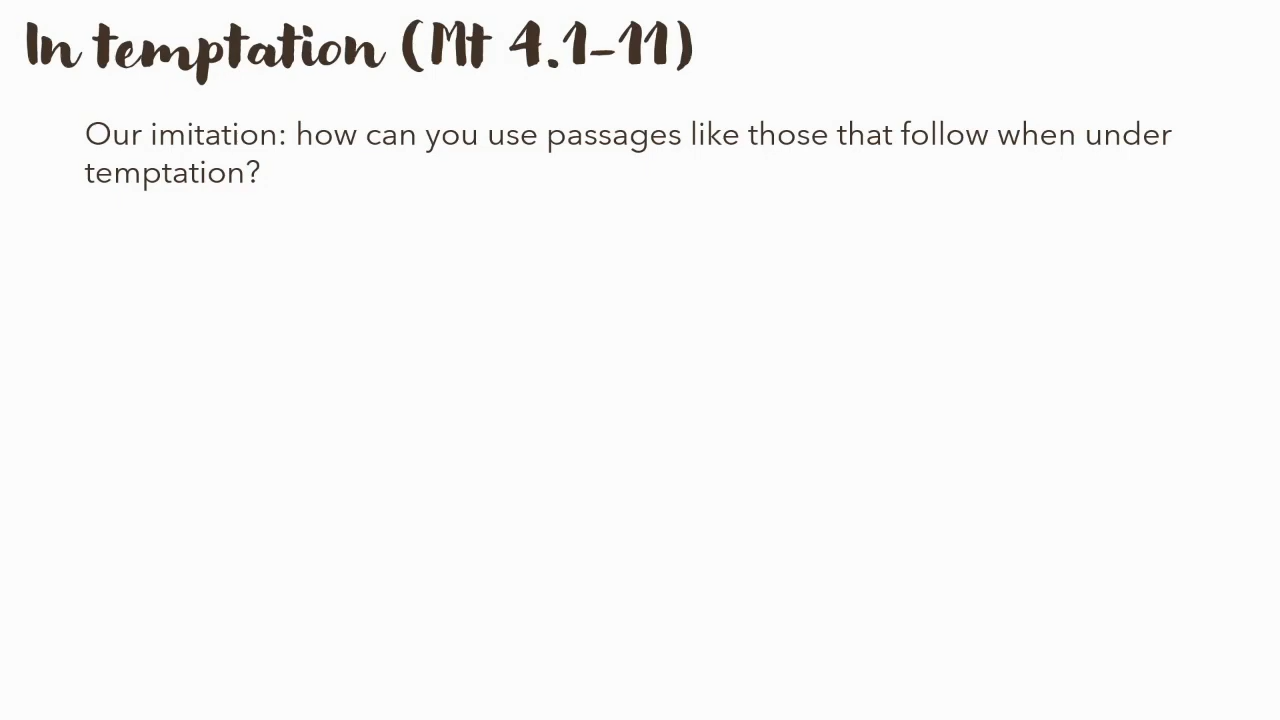 In temptation (Mt 4.1-11)
Our imitation: how can you use passages like those that follow when under
temptation?